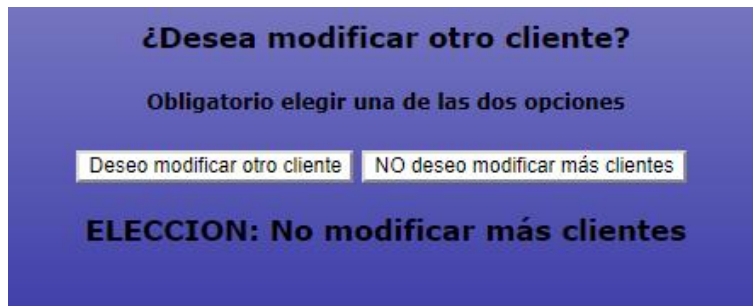 ¿Desea modificar otro cliente?
Obligatorio elegir una de las dos opciones
Deseo modificar otro cliente NO deseo modificar más clientes
ELECCION: No modificar más clientes